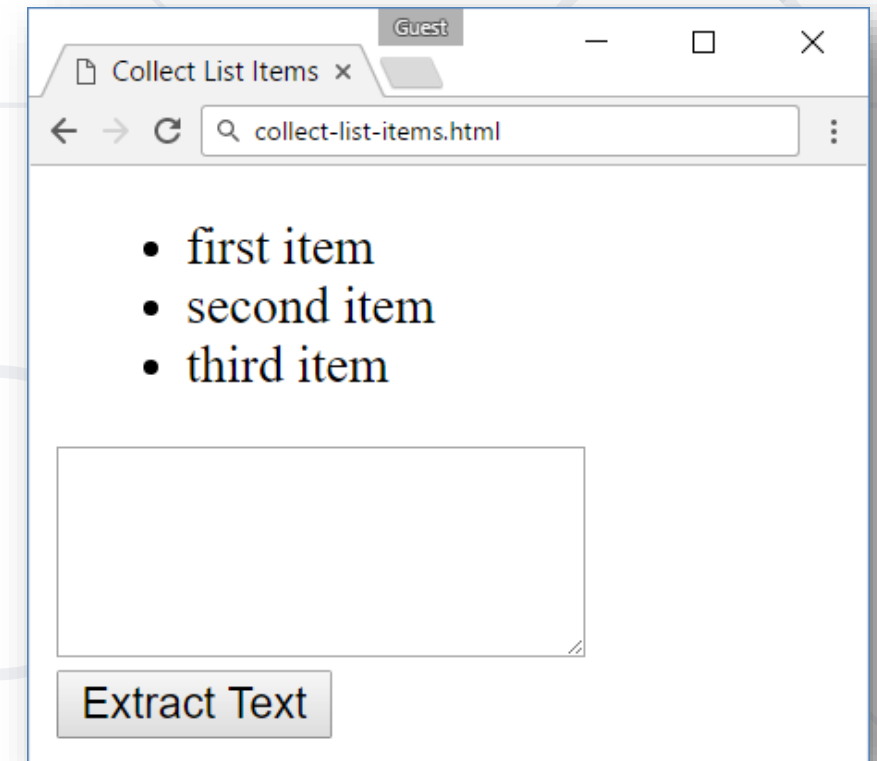 Guest
Collect List Items
collect-list-items.html
first item
second item
third item
Extract Text